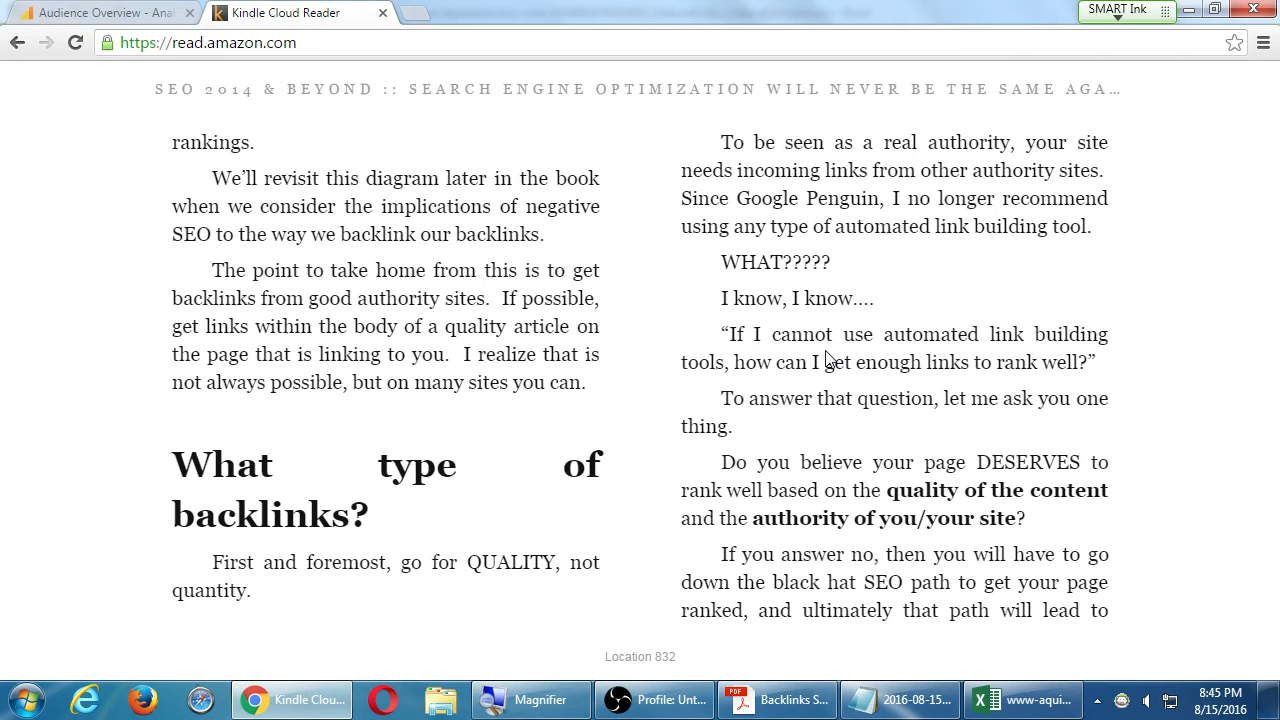 Audience Overview - Anal
Kindle Cloud Reader
SMART Ink
https://read.amazon.com
SEO 2014 & BEYOND :: SEARCH ENGINE OPTIMIZATION WILL NEVER BE THE SAME AGA…
rankings.
We’ll revisit this diagram later in the book
when we consider the implications of negative
SEO to the way we backlink our backlinks.
The point to take home from this is to get
backlinks from good authority sites. If possible,
get links within the body of a quality article on
the page that is linking to you. I realize that is
not always possible, but on many sites you can.
What type of
backlinks?
First and foremost, go for QUALITY, not
quantity.
To be seen as a real authority, your site
needs incoming links from other authority sites.
Since Google Penguin, I no longer recommend
using any type of automated link building tool.
WHAT?????
I know, I know….
“If I cannot use automated link building
tools, how can I get enough links to rank well?”
To answer that question, let me ask you one
thing.
Do you believe your page DESERVES to
rank well based on the quality of the content
and the authority of you/your site?
If you answer no, then you will have to go
down the black hat SEO path to get your page
ranked, and ultimately that path will lead to
Location 832
Kindle Clou...
Magnifier
Profile: Unt...
PDF
Backlinks S...
2016-08-15...
www-aqui...
8:45 PM
8/15/2016